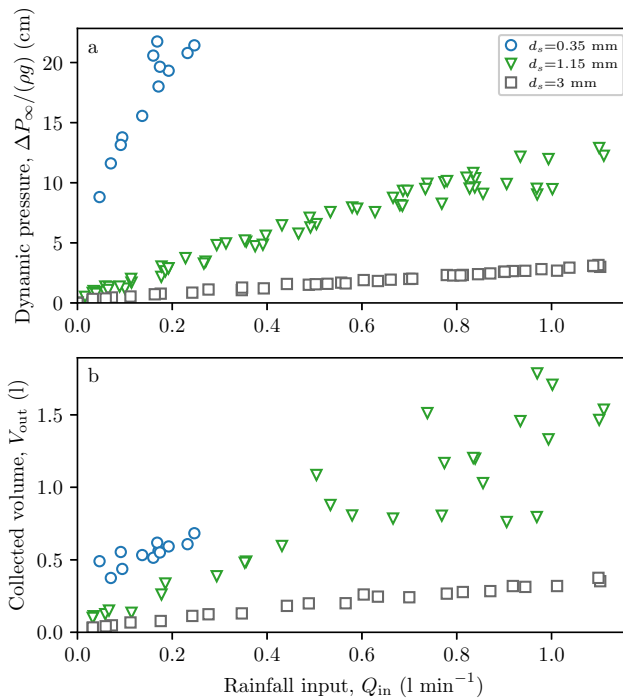 a
d_s=0.35 mm
d_s=1.15 mm
d_s=3 mm
Dynamic pressure, ΔP_∞/(ρg) (cm)
20
15
10
5
0
0.0 0.2 0.4 0.6 0.8 1.0
b
Collected volume, V_out (l)
1.5
1.0
0.5
0.0
0.0 0.2 0.4 0.6 0.8 1.0
Rainfall input, Q_in (l min⁻¹)